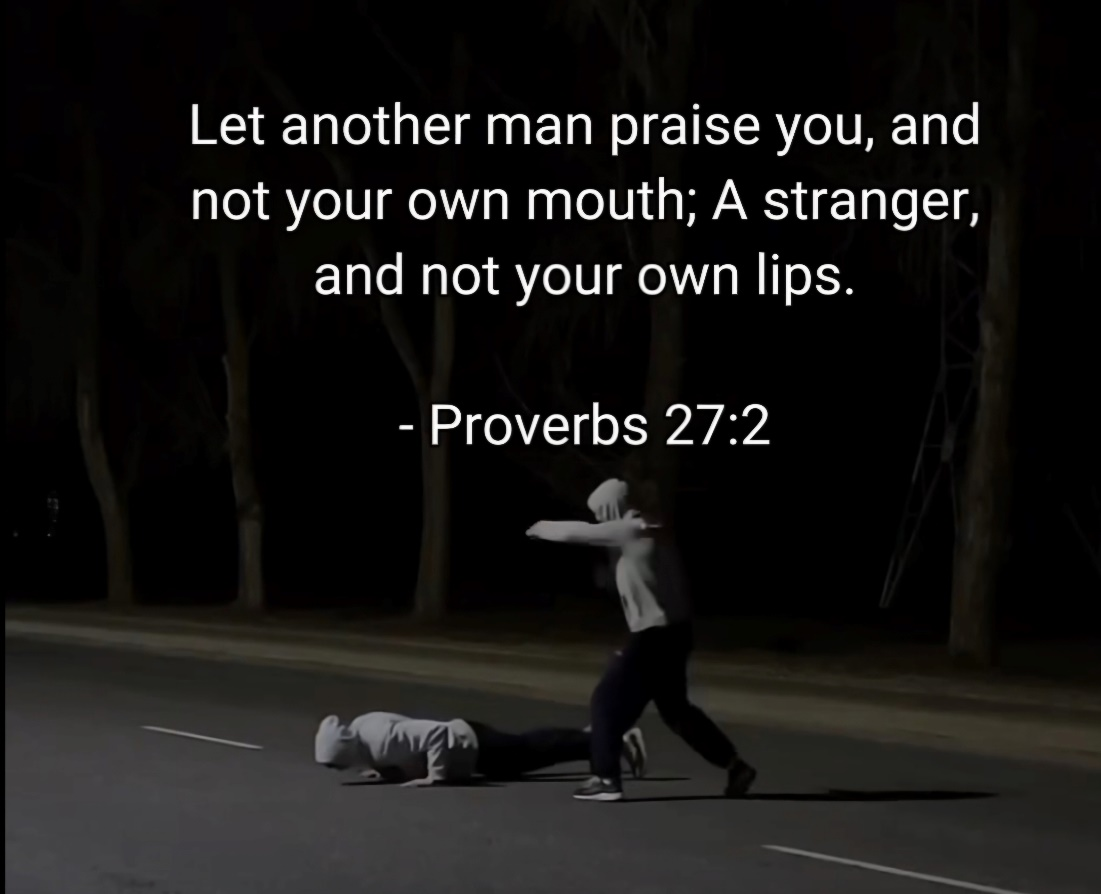 Let another man praise you, and
not your own mouth; A stranger,
and not your own lips.
- Proverbs 27:2